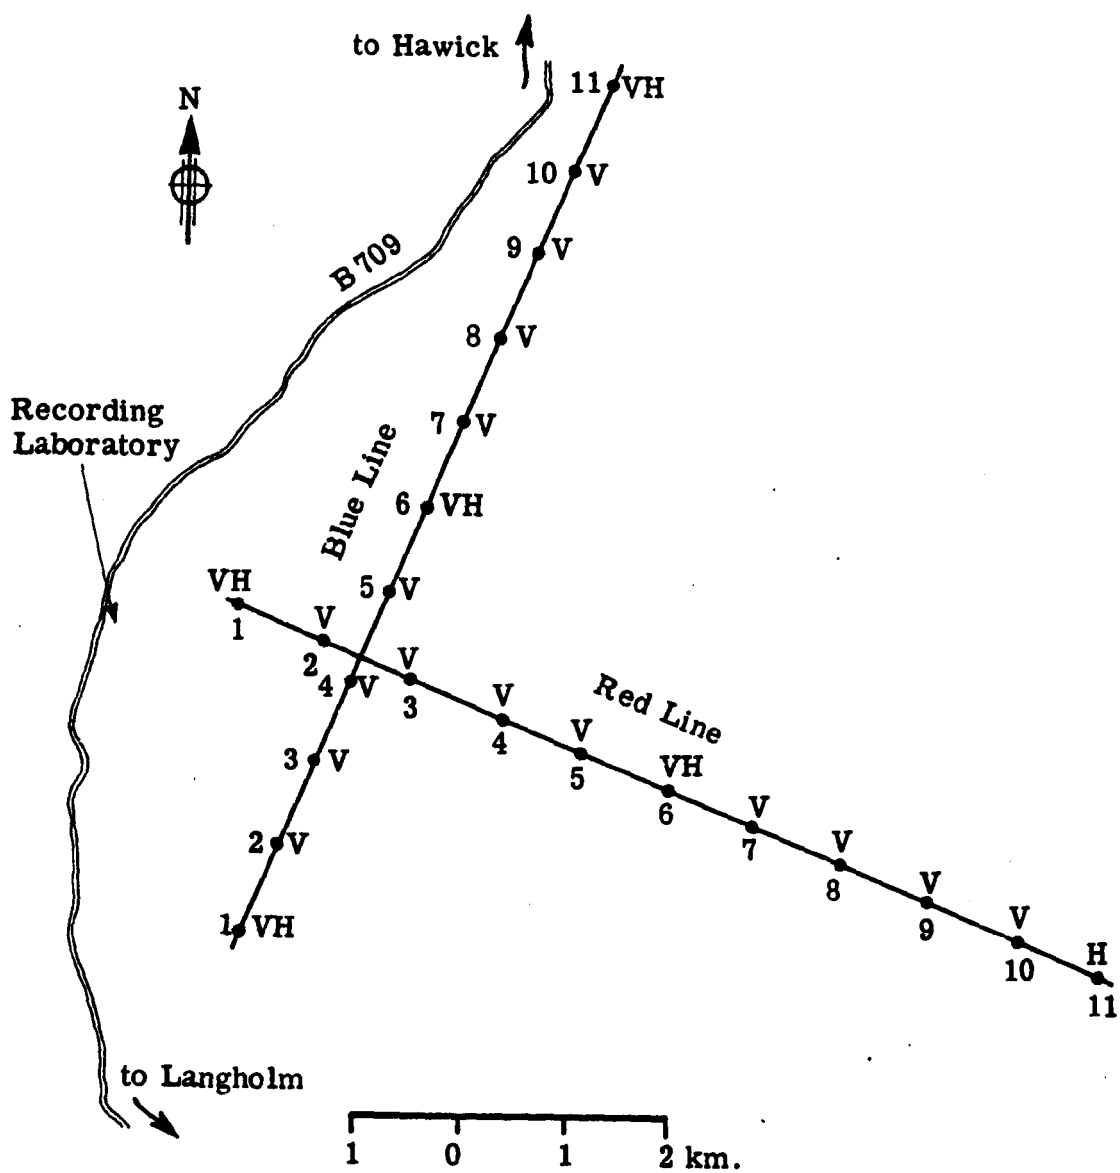 to Hawick
N
11 VH
10 V
9 V
B 709
8 V
Recording
Laboratory
7 V
Blue Line
6 VH
5 V
VH
1
V
2
4 V
V
3
Red Line
V
4
V
5
3 V
VH
6
V
7
2 V
V
8
V
9
1 VH
V
10
H
11
to Langholm
1 0 1 2 km.